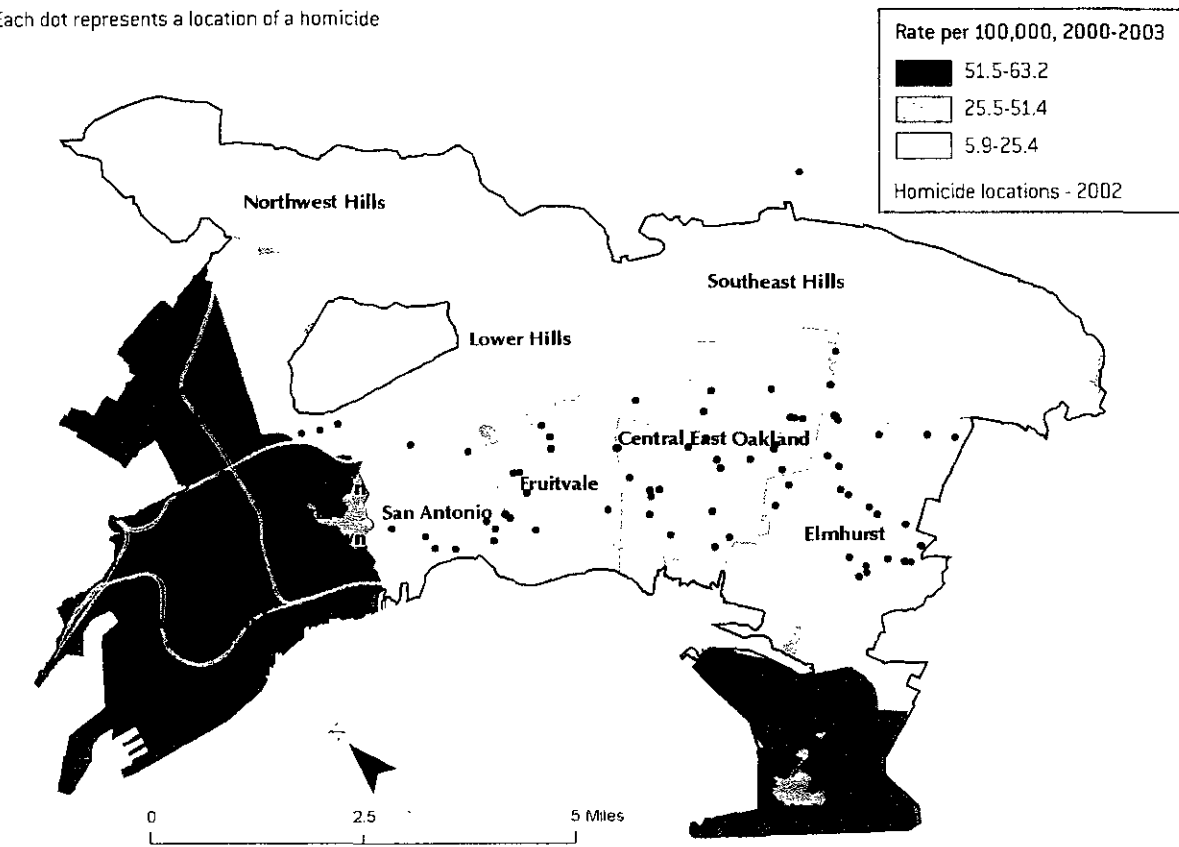 Each dot represents a location of a homicide
Rate per 100,000, 2000-2003
51.5-63.2
25.5-51.4
5.9-25.4
Homicide locations - 2002
Northwest Hills
Southeast Hills
Lower Hills
Central East Oakland
Fruitvale
San Antonio
Elmhurst
0 2.5 5 Miles